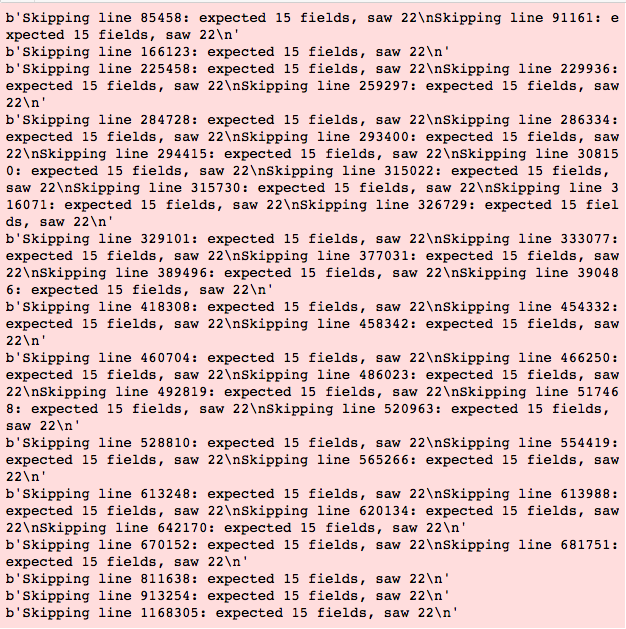 b'Skipping line 85458: expected 15 fields, saw 22\nSkipping line 91161: e
xpected 15 fields, saw 22\n'
b'Skipping line 166123: expected 15 fields, saw 22\n'
b'Skipping line 225458: expected 15 fields, saw 22\nSkipping line 229936:
expected 15 fields, saw 22\nSkipping line 259297: expected 15 fields, saw
22\n'
b'Skipping line 284728: expected 15 fields, saw 22\nSkipping line 286334:
expected 15 fields, saw 22\nSkipping line 293400: expected 15 fields, saw
22\nSkipping line 294415: expected 15 fields, saw 22\nSkipping line 30815
0: expected 15 fields, saw 22\nSkipping line 315022: expected 15 fields,
saw 22\nSkipping line 315730: expected 15 fields, saw 22\nSkipping line 3
16071: expected 15 fields, saw 22\nSkipping line 326729: expected 15 fiel
ds, saw 22\n'
b'Skipping line 329101: expected 15 fields, saw 22\nSkipping line 333077:
expected 15 fields, saw 22\nSkipping line 377031: expected 15 fields, saw
22\nSkipping line 389496: expected 15 fields, saw 22\nSkipping line 39048
6: expected 15 fields, saw 22\n'
b'Skipping line 418308: expected 15 fields, saw 22\nSkipping line 454332:
expected 15 fields, saw 22\nSkipping line 458342: expected 15 fields, saw
22\n'
b'Skipping line 460704: expected 15 fields, saw 22\nSkipping line 466250:
expected 15 fields, saw 22\nSkipping line 486023: expected 15 fields, saw
22\nSkipping line 492819: expected 15 fields, saw 22\nSkipping line 51746
8: expected 15 fields, saw 22\nSkipping line 520963: expected 15 fields,
saw 22\n'
b'Skipping line 528810: expected 15 fields, saw 22\nSkipping line 554419:
expected 15 fields, saw 22\nSkipping line 565266: expected 15 fields, saw
22\n'
b'Skipping line 613248: expected 15 fields, saw 22\nSkipping line 613988:
expected 15 fields, saw 22\nSkipping line 620134: expected 15 fields, saw
22\nSkipping line 642170: expected 15 fields, saw 22\n'
b'Skipping line 670152: expected 15 fields, saw 22\nSkipping line 681751:
expected 15 fields, saw 22\n'
b'Skipping line 811638: expected 15 fields, saw 22\n'
b'Skipping line 913254: expected 15 fields, saw 22\n'
b'Skipping line 1168305: expected 15 fields, saw 22\n'